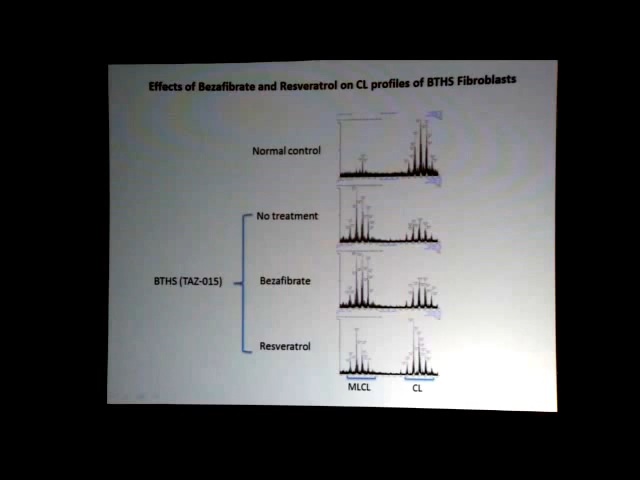 Effects of Bezafibrate and Resveratrol on CL profiles of BTHS Fibroblasts
Normal control
No treatment
BTHS (TAZ-015)
Bezafibrate
Resveratrol
MLCL
CL